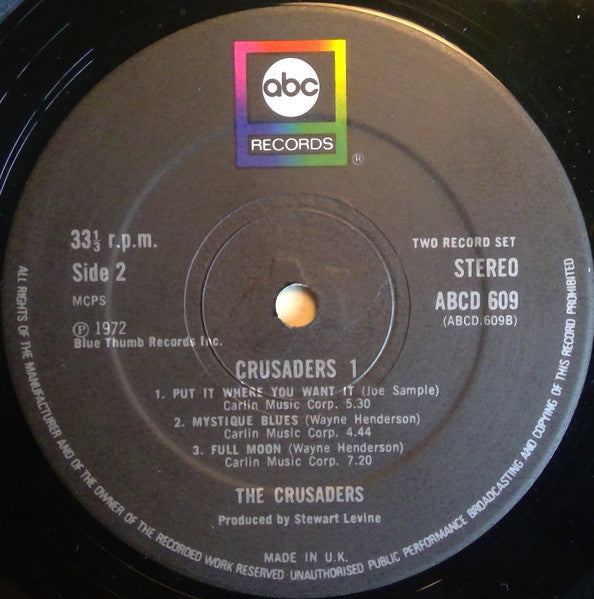 abc
RECORDS
®
33⅓ r.p.m.
Side 2
MCPS
℗ 1972
Blue Thumb Records Inc.
TWO RECORD SET
STEREO
ABCD 609
(ABCD.609B)
CRUSADERS 1
1. PUT IT WHERE YOU WANT IT (Joe Sample)
Carlin Music Corp. 5.30
2. MYSTIQUE BLUES (Wayne Henderson)
Carlin Music Corp. 4.44
3. FULL MOON (Wayne Henderson)
Carlin Music Corp. 7.20
THE CRUSADERS
Produced by Stewart Levine
MADE IN U.K.
ALL RIGHTS OF THE MANUFACTURER AND OF THE OWNER OF THE RECORDED WORK RESERVED UNAUTHORISED PUBLIC PERFORMANCE BROADCASTING AND COPYING OF THIS RECORD PROHIBITED